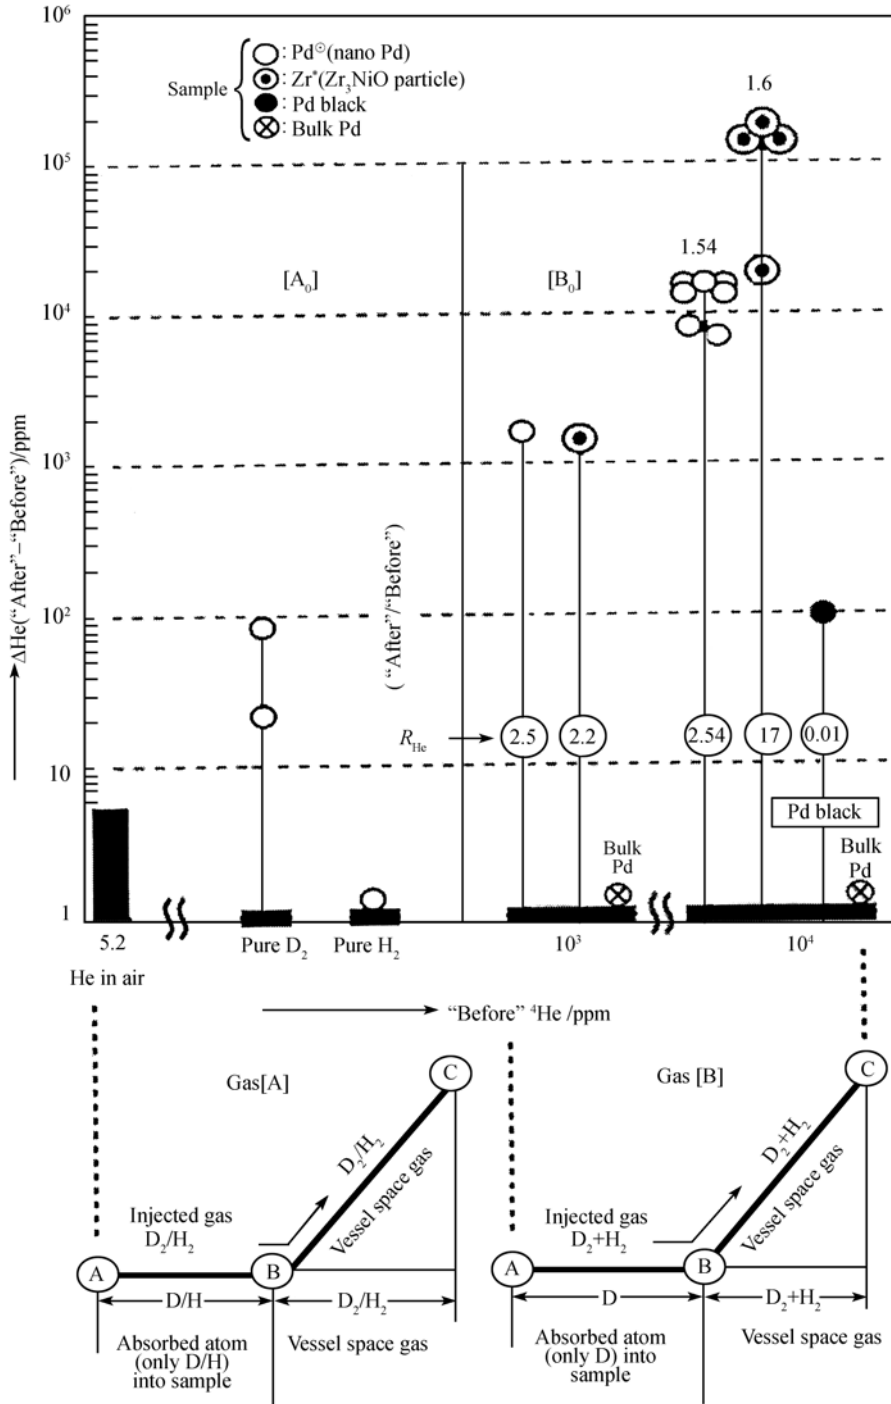 10⁶
Sample
: Pd⊙(nano Pd)
: Zr*(Zr₃NiO particle)
: Pd black
: Bulk Pd
1.6
10⁵
1.54
[A₀]
[B₀]
10⁴
10³
ΔHe("After"–"Before")/ppm
("After"/"Before")
10²
R_He
2.5
2.2
2.54
17
0.01
10
Pd black
Bulk
Pd
Bulk
Pd
1
5.2
Pure D₂
Pure H₂
10³
10⁴
He in air
"Before" ⁴He /ppm
Gas[A]
C
D₂/H₂
Vessel space gas
Injected gas
D₂/H₂
A
B
D/H
D₂/H₂
Absorbed atom
(only D/H)
into sample
Vessel space gas
Gas [B]
C
D₂+H₂
Vessel space gas
Injected gas
D₂+H₂
A
B
D
D₂+H₂
Absorbed atom
(only D) into
sample
Vessel space gas